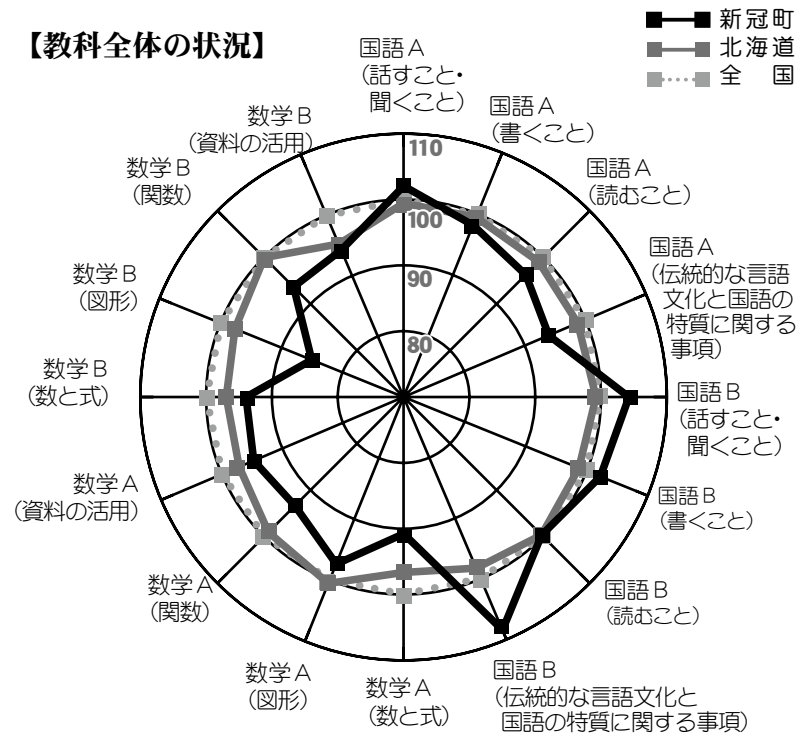 【教科全体の状況】
新冠町
北海道
全　国
国語A
(話すこと・
聞くこと)
国語A
(書くこと)
国語A
(読むこと)
国語A
(伝統的な言語
文化と国語の
特質に関する
事項)
国語B
(話すこと・
聞くこと)
国語B
(書くこと)
国語B
(読むこと)
国語B
(伝統的な言語文化と
国語の特質に関する事項)
数学A
(数と式)
数学A
(図形)
数学A
(関数)
数学A
(資料の活用)
数学B
(数と式)
数学B
(図形)
数学B
(関数)
数学B
(資料の活用)
110
100
90
80